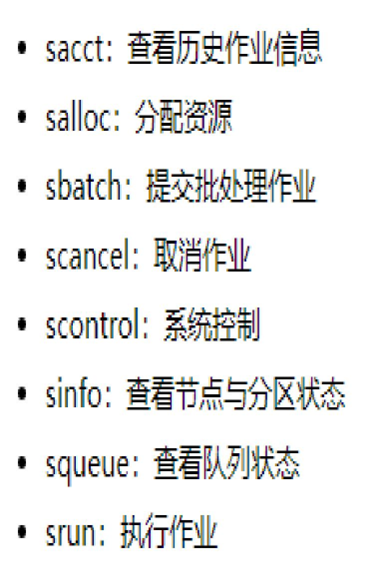 • sacct: 查看历史作业信息
• salloc: 分配资源
• sbatch: 提交批处理作业
• scancel: 取消作业
• scontrol: 系统控制
• sinfo: 查看节点与分区状态
• squeue: 查看队列状态
• srun: 执行作业